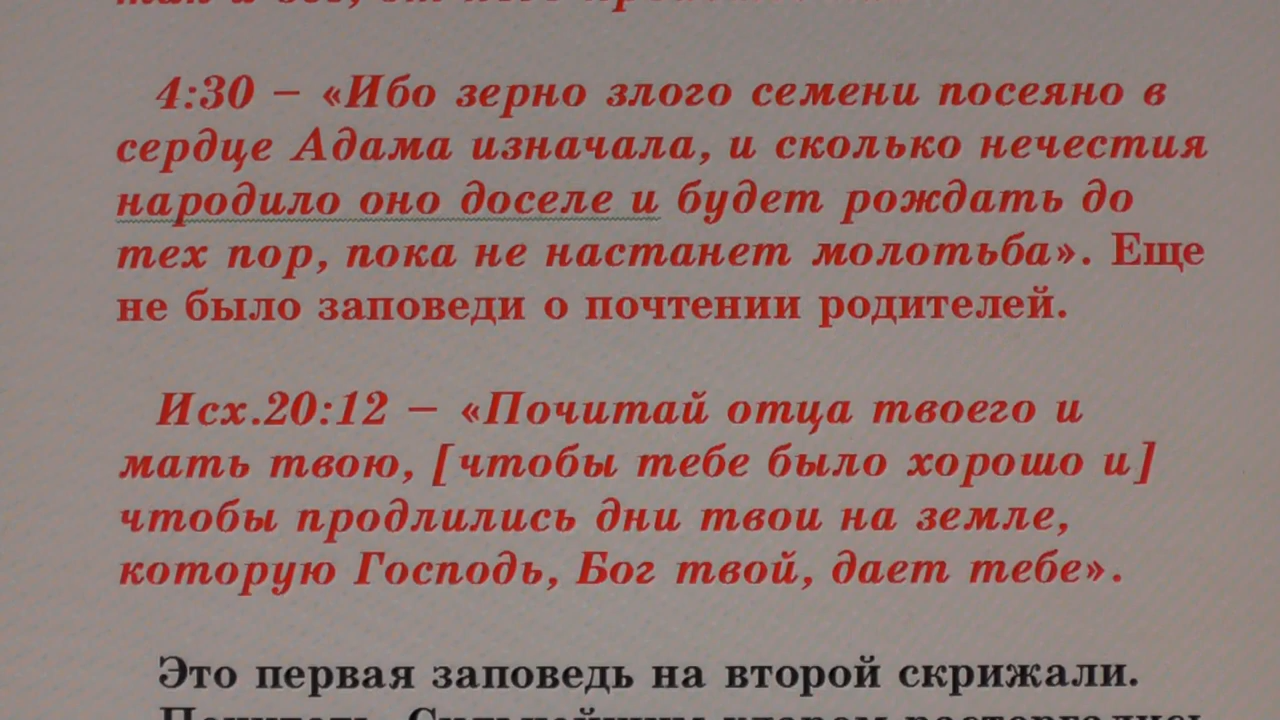 4:30 – «Ибо зерно злого семени посеяно в
сердце Адама изначала, и сколько нечестия
народило оно доселе и будет рождать до
тех пор, пока не настанет молотьба». Еще
не было заповеди о почтении родителей.
Исх.20:12 – «Почитай отца твоего и
мать твою, [чтобы тебе было хорошо и]
чтобы продлились дни твои на земле,
которую Господь, Бог твой, дает тебе».
Это первая заповедь на второй скрижали.